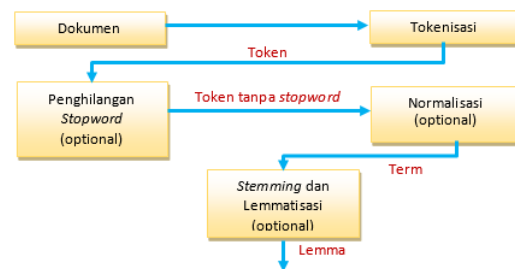 Dokumen
Tokenisasi
Token
Penghilangan
Stopword
(optional)
Token tanpa stopword
Normalisasi
(optional)
Term
Stemming dan
Lemmatisasi
(optional)
Lemma